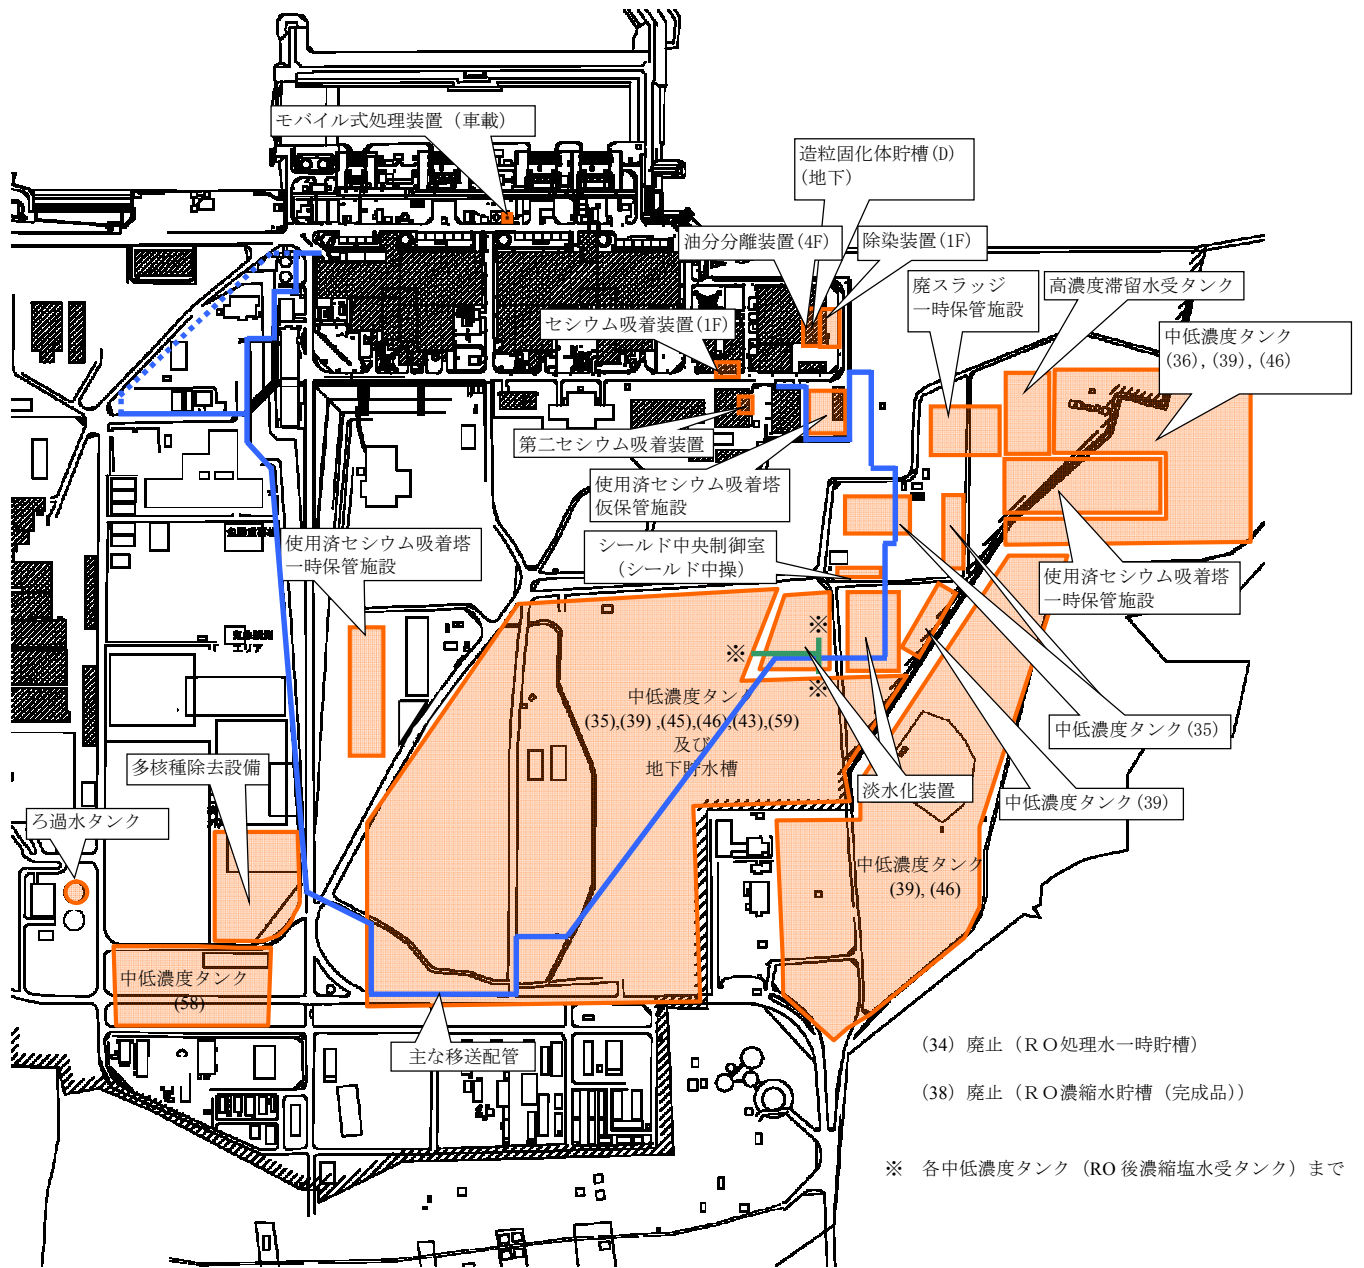 モバイル式処理装置（車載）
造粒固化体貯槽(D)
(地下)
油分分離装置(4F)
除染装置(1F)
廃スラッジ
一時保管施設
高濃度滞留水受タンク
セシウム吸着装置(1F)
中低濃度タンク
(36),(39),(46)
第二セシウム吸着装置
使用済セシウム吸着塔
仮保管施設
使用済セシウム吸着塔
一時保管施設
シールド中央制御室
（シールド中操）
使用済セシウム吸着塔
一時保管施設
※
※
※
中低濃度タンク
(35),(39),(45),(46),(43),(59)
及び
地下貯水槽
エリア
中低濃度タンク(35)
多核種除去設備
淡水化装置
中低濃度タンク(39)
ろ過水タンク
中低濃度タンク
(39), (46)
中低濃度タンク
(58)
主な移送配管
（34）廃止（ＲＯ処理水一時貯槽）
（38）廃止（ＲＯ濃縮水貯槽（完成品））
※　各中低濃度タンク（RO 後濃縮塩水受タンク）まで